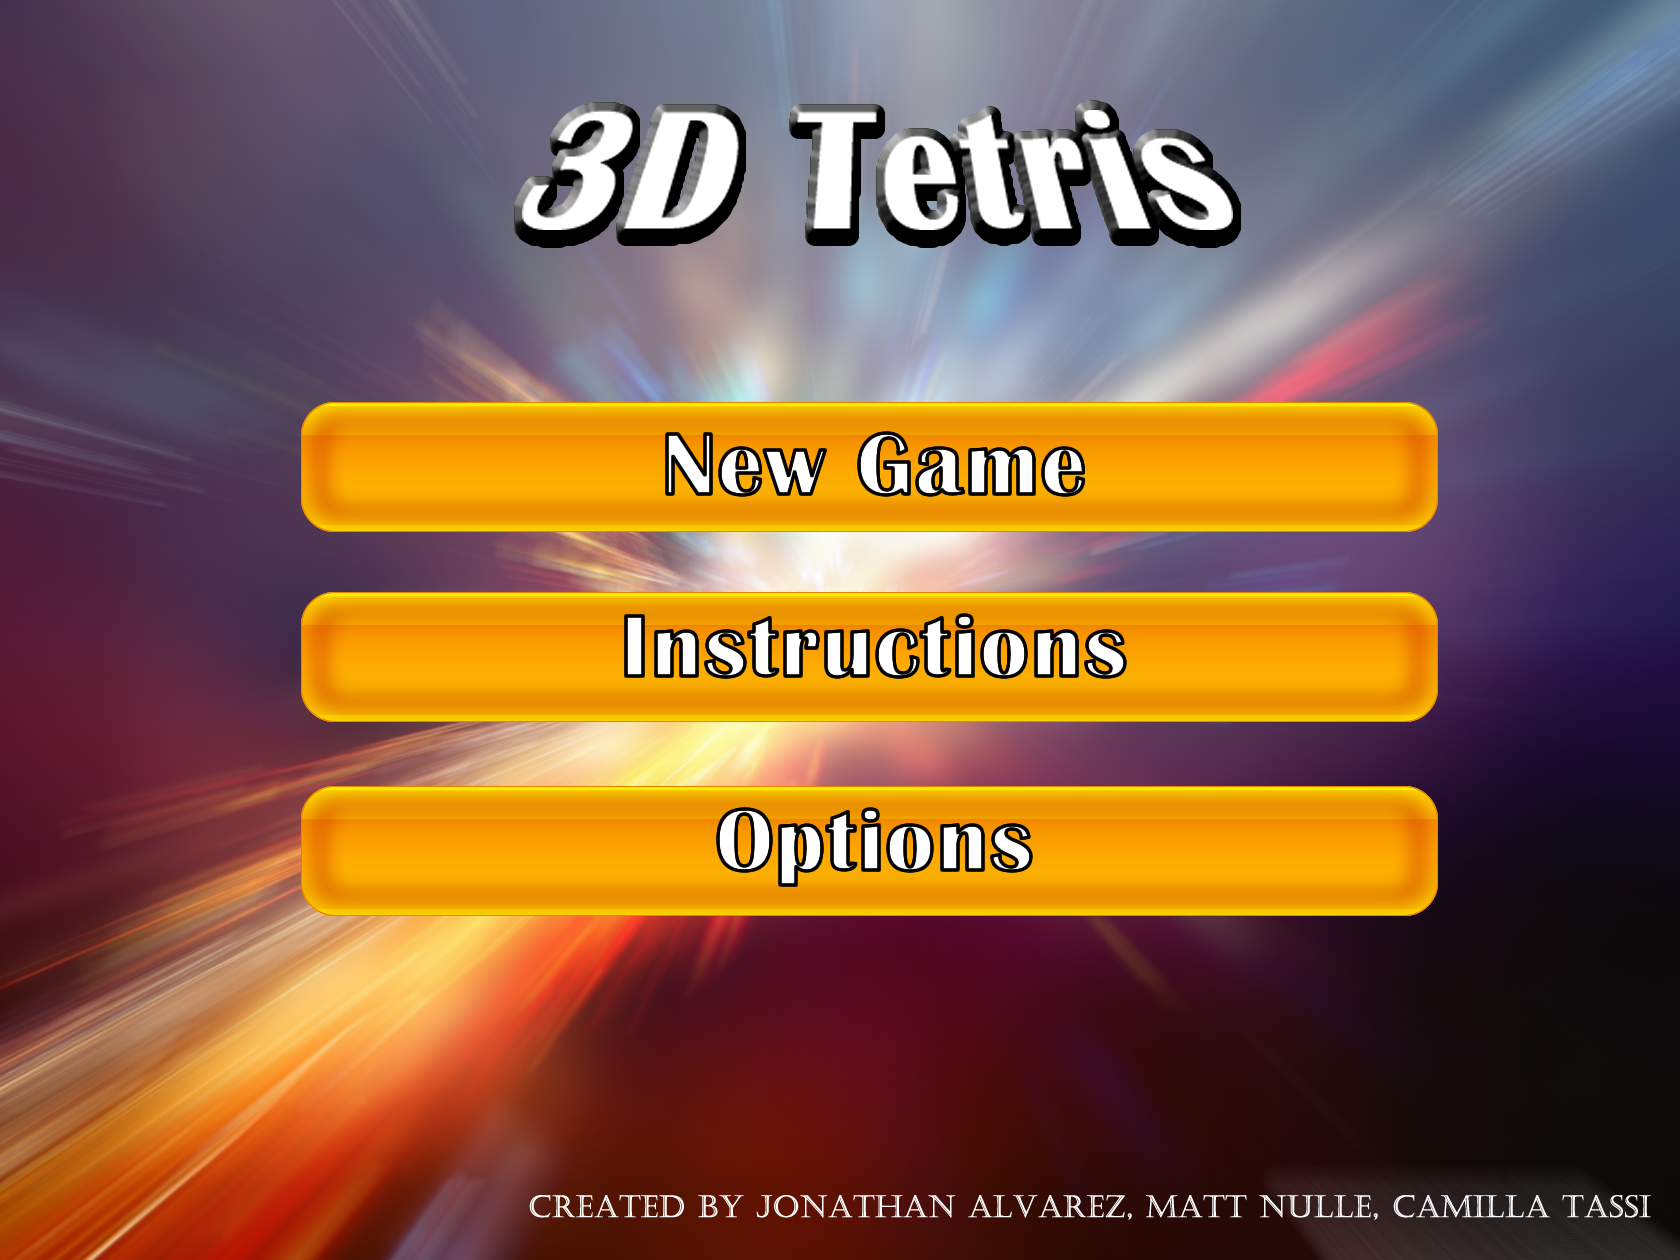 3D Tetris
New Game
Instructions
Options
CREATED BY JONATHAN ALVAREZ, MATT NULLE, CAMILLA TASSI